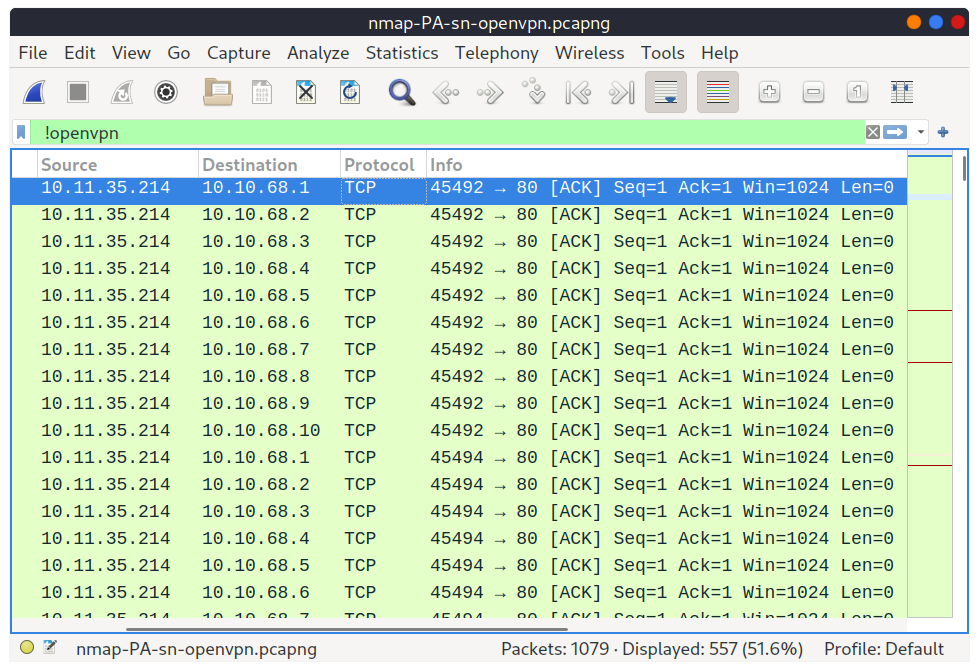 nmap-PA-sn-openvpn.pcapng
File Edit View Go Capture Analyze Statistics Telephony Wireless Tools Help
!openvpn
Source Destination Protocol Info
10.11.35.214 10.10.68.1 TCP 45492 → 80 [ACK] Seq=1 Ack=1 Win=1024 Len=0
10.11.35.214 10.10.68.2 TCP 45492 → 80 [ACK] Seq=1 Ack=1 Win=1024 Len=0
10.11.35.214 10.10.68.3 TCP 45492 → 80 [ACK] Seq=1 Ack=1 Win=1024 Len=0
10.11.35.214 10.10.68.4 TCP 45492 → 80 [ACK] Seq=1 Ack=1 Win=1024 Len=0
10.11.35.214 10.10.68.5 TCP 45492 → 80 [ACK] Seq=1 Ack=1 Win=1024 Len=0
10.11.35.214 10.10.68.6 TCP 45492 → 80 [ACK] Seq=1 Ack=1 Win=1024 Len=0
10.11.35.214 10.10.68.7 TCP 45492 → 80 [ACK] Seq=1 Ack=1 Win=1024 Len=0
10.11.35.214 10.10.68.8 TCP 45492 → 80 [ACK] Seq=1 Ack=1 Win=1024 Len=0
10.11.35.214 10.10.68.9 TCP 45492 → 80 [ACK] Seq=1 Ack=1 Win=1024 Len=0
10.11.35.214 10.10.68.10 TCP 45492 → 80 [ACK] Seq=1 Ack=1 Win=1024 Len=0
10.11.35.214 10.10.68.1 TCP 45494 → 80 [ACK] Seq=1 Ack=1 Win=1024 Len=0
10.11.35.214 10.10.68.2 TCP 45494 → 80 [ACK] Seq=1 Ack=1 Win=1024 Len=0
10.11.35.214 10.10.68.3 TCP 45494 → 80 [ACK] Seq=1 Ack=1 Win=1024 Len=0
10.11.35.214 10.10.68.4 TCP 45494 → 80 [ACK] Seq=1 Ack=1 Win=1024 Len=0
10.11.35.214 10.10.68.5 TCP 45494 → 80 [ACK] Seq=1 Ack=1 Win=1024 Len=0
10.11.35.214 10.10.68.6 TCP 45494 → 80 [ACK] Seq=1 Ack=1 Win=1024 Len=0
nmap-PA-sn-openvpn.pcapng Packets: 1079 · Displayed: 557 (51.6%) Profile: Default